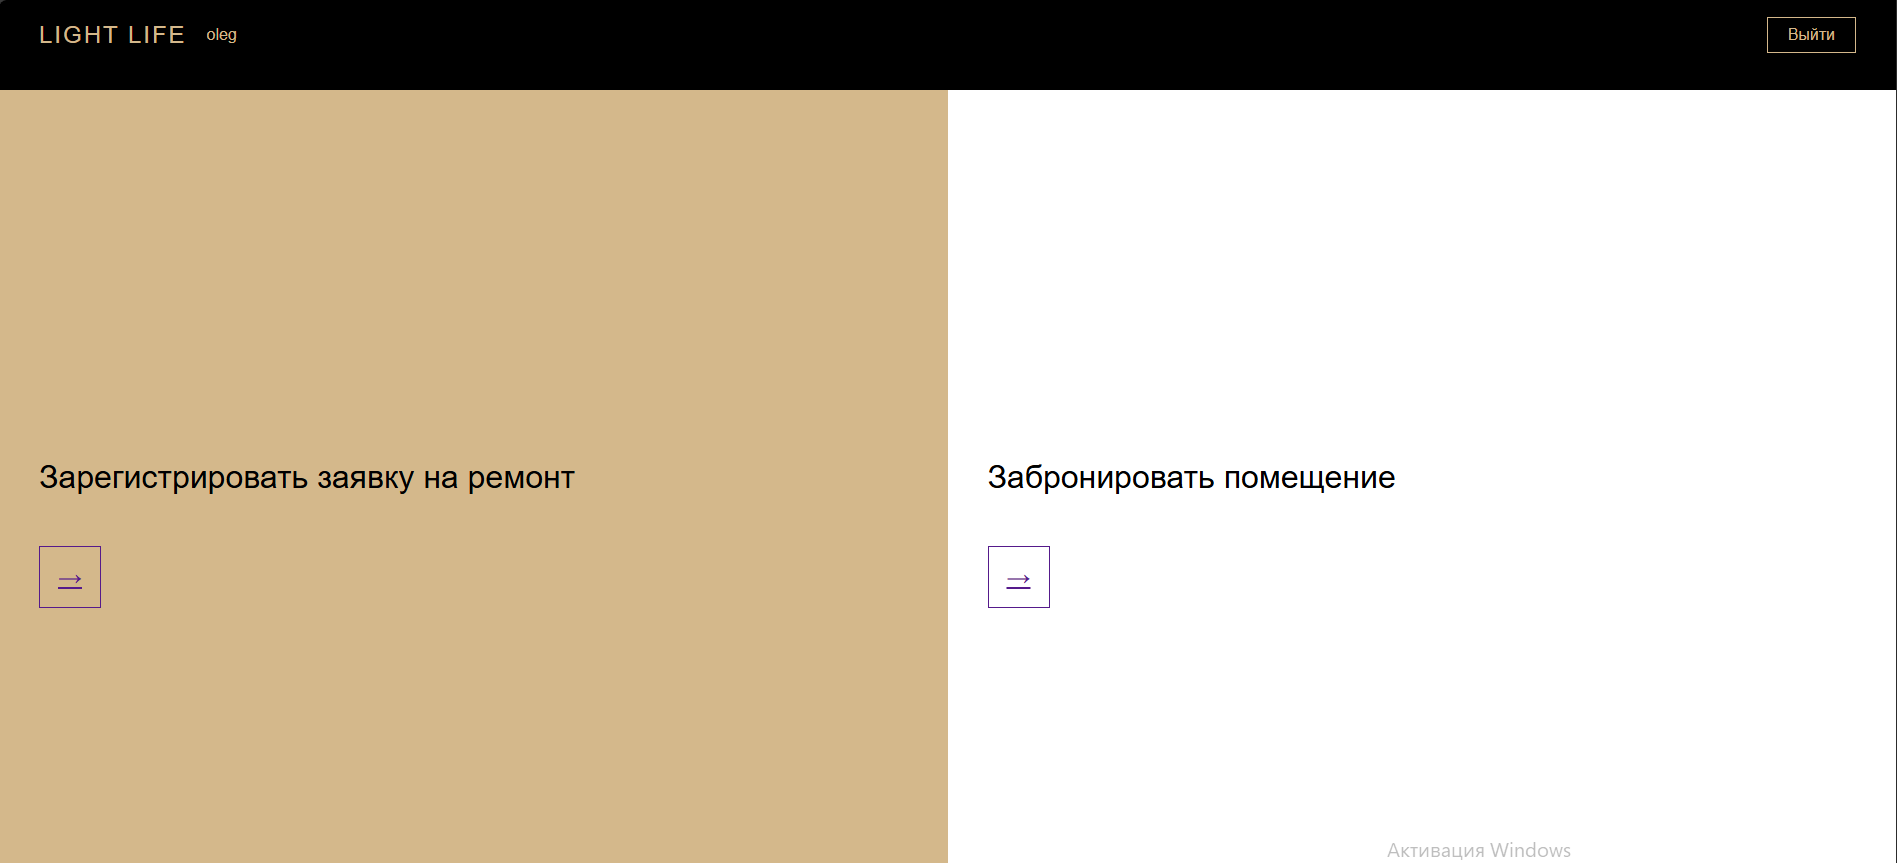 LIGHT LIFE oleg Выйти
Зарегистрировать заявку на ремонт
Забронировать помещение
→ →
Активация Windows